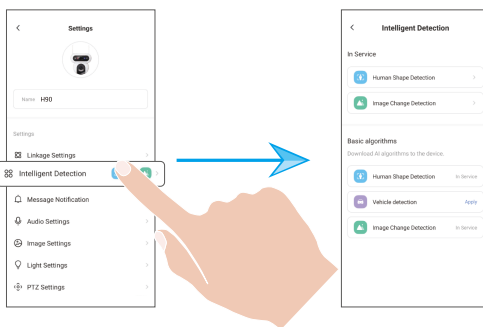 Settings
Name H90
Settings
Linkage Settings
Intelligent Detection
Message Notification
Audio Settings
Image Settings
Light Settings
PTZ Settings
Intelligent Detection
In Service
Human Shape Detection
Image Change Detection
Basic algorithms
Download AI algorithms to the device.
Human Shape Detection In Service
Vehicle detection Apply
Image Change Detection In Service